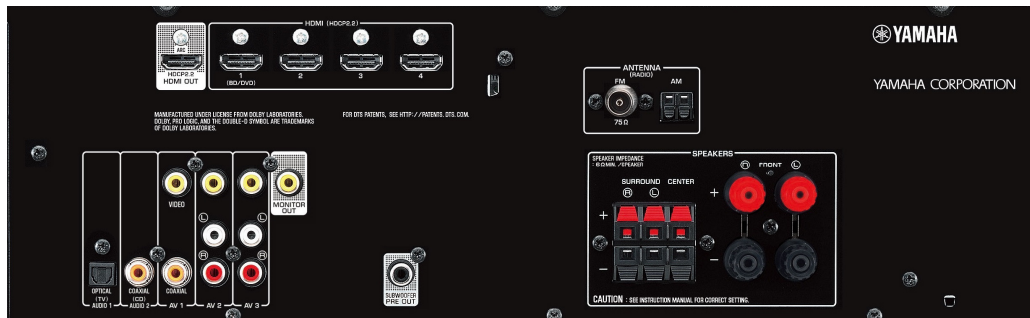 HDMI (HDCP2.2)
ARC
HDCP2.2
HDMI OUT
1
(BD/DVD)
2
3
4
YAMAHA
YAMAHA CORPORATION
ANTENNA
(RADIO)
FM
AM
75Ω
MANUFACTURED UNDER LICENSE FROM DOLBY LABORATORIES.
DOLBY, PRO LOGIC, AND THE DOUBLE-D SYMBOL ARE TRADEMARKS
OF DOLBY LABORATORIES.
FOR DTS PATENTS, SEE HTTP://PATENTS.DTS.COM.
VIDEO
MONITOR
OUT
L
L
R
R
OPTICAL
(TV)
AUDIO 1
COAXIAL
(CD)
AUDIO 2
COAXIAL
AV 1
AV 2
AV 3
SUBWOOFER
PRE OUT
SPEAKERS
SPEAKER IMPEDANCE
: 6ΩMIN. /SPEAKER
R FRONT L
SURROUND CENTER
R L
+
+
−
−
CAUTION : SEE INSTRUCTION MANUAL FOR CORRECT SETTING.